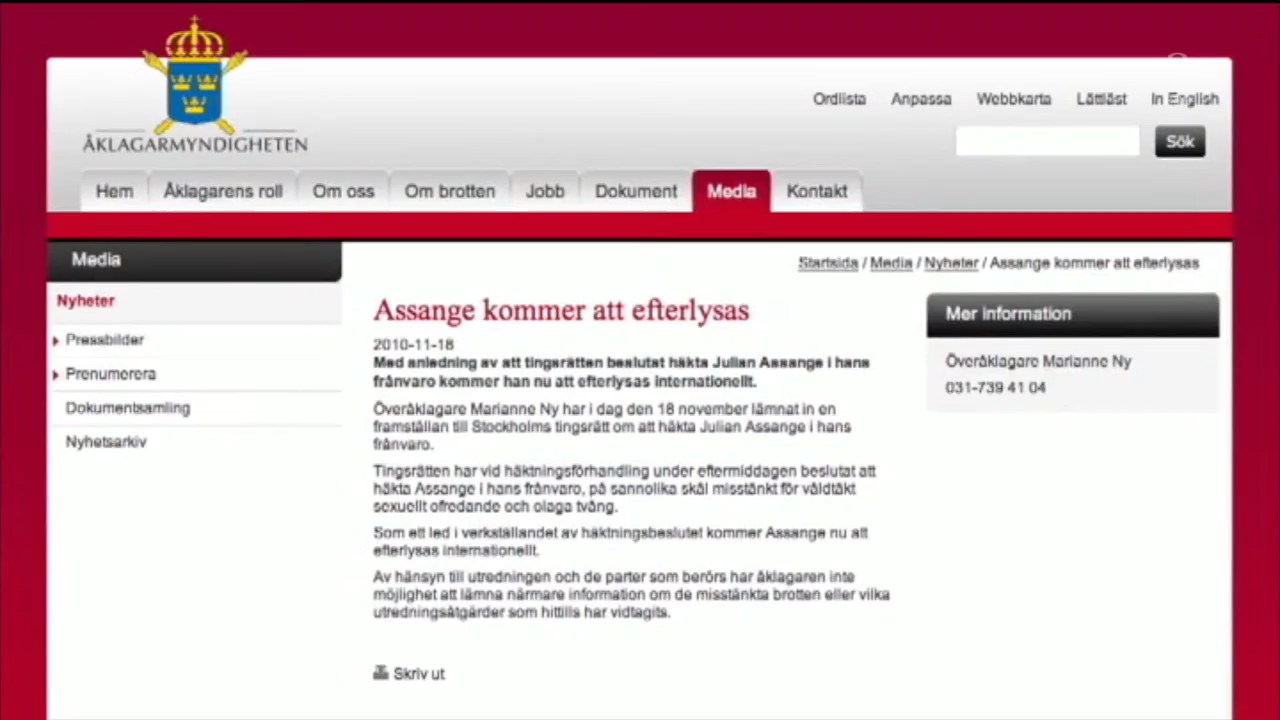 ÅKLAGARMYNDIGHETEN
Ordlista Anpassa Webbkarta Lättläst In English
Sök
Hem Åklagarens roll Om oss Om brotten Jobb Dokument Media Kontakt
Media
Nyheter
Pressbilder
Prenumerera
Dokumentsamling
Nyhetsarkiv
Startsida / Media / Nyheter / Assange kommer att efterlysas
Assange kommer att efterlysas
2010-11-18
Med anledning av att tingsrätten beslutat häkta Julian Assange i hans
frånvaro kommer han nu att efterlysas internationellt.
Överåklagare Marianne Ny har i dag den 18 november lämnat in en
framställan till Stockholms tingsrätt om att häkta Julian Assange i hans
frånvaro.
Tingsrätten har vid häktningsförhandling under eftermiddagen beslutat att
häkta Assange i hans frånvaro, på sannolika skäl misstänkt för våldtäkt
sexuellt ofredande och olaga tvång.
Som ett led i verkställandet av häktningsbeslutet kommer Assange nu att
efterlysas internationellt.
Av hänsyn till utredningen och de parter som berörs har åklagaren inte
möjlighet att lämna närmare information om de misstänkta brotten eller vilka
utredningsåtgärder som hittills har vidtagits.
Skriv ut
Mer information
Överåklagare Marianne Ny
031-739 41 04